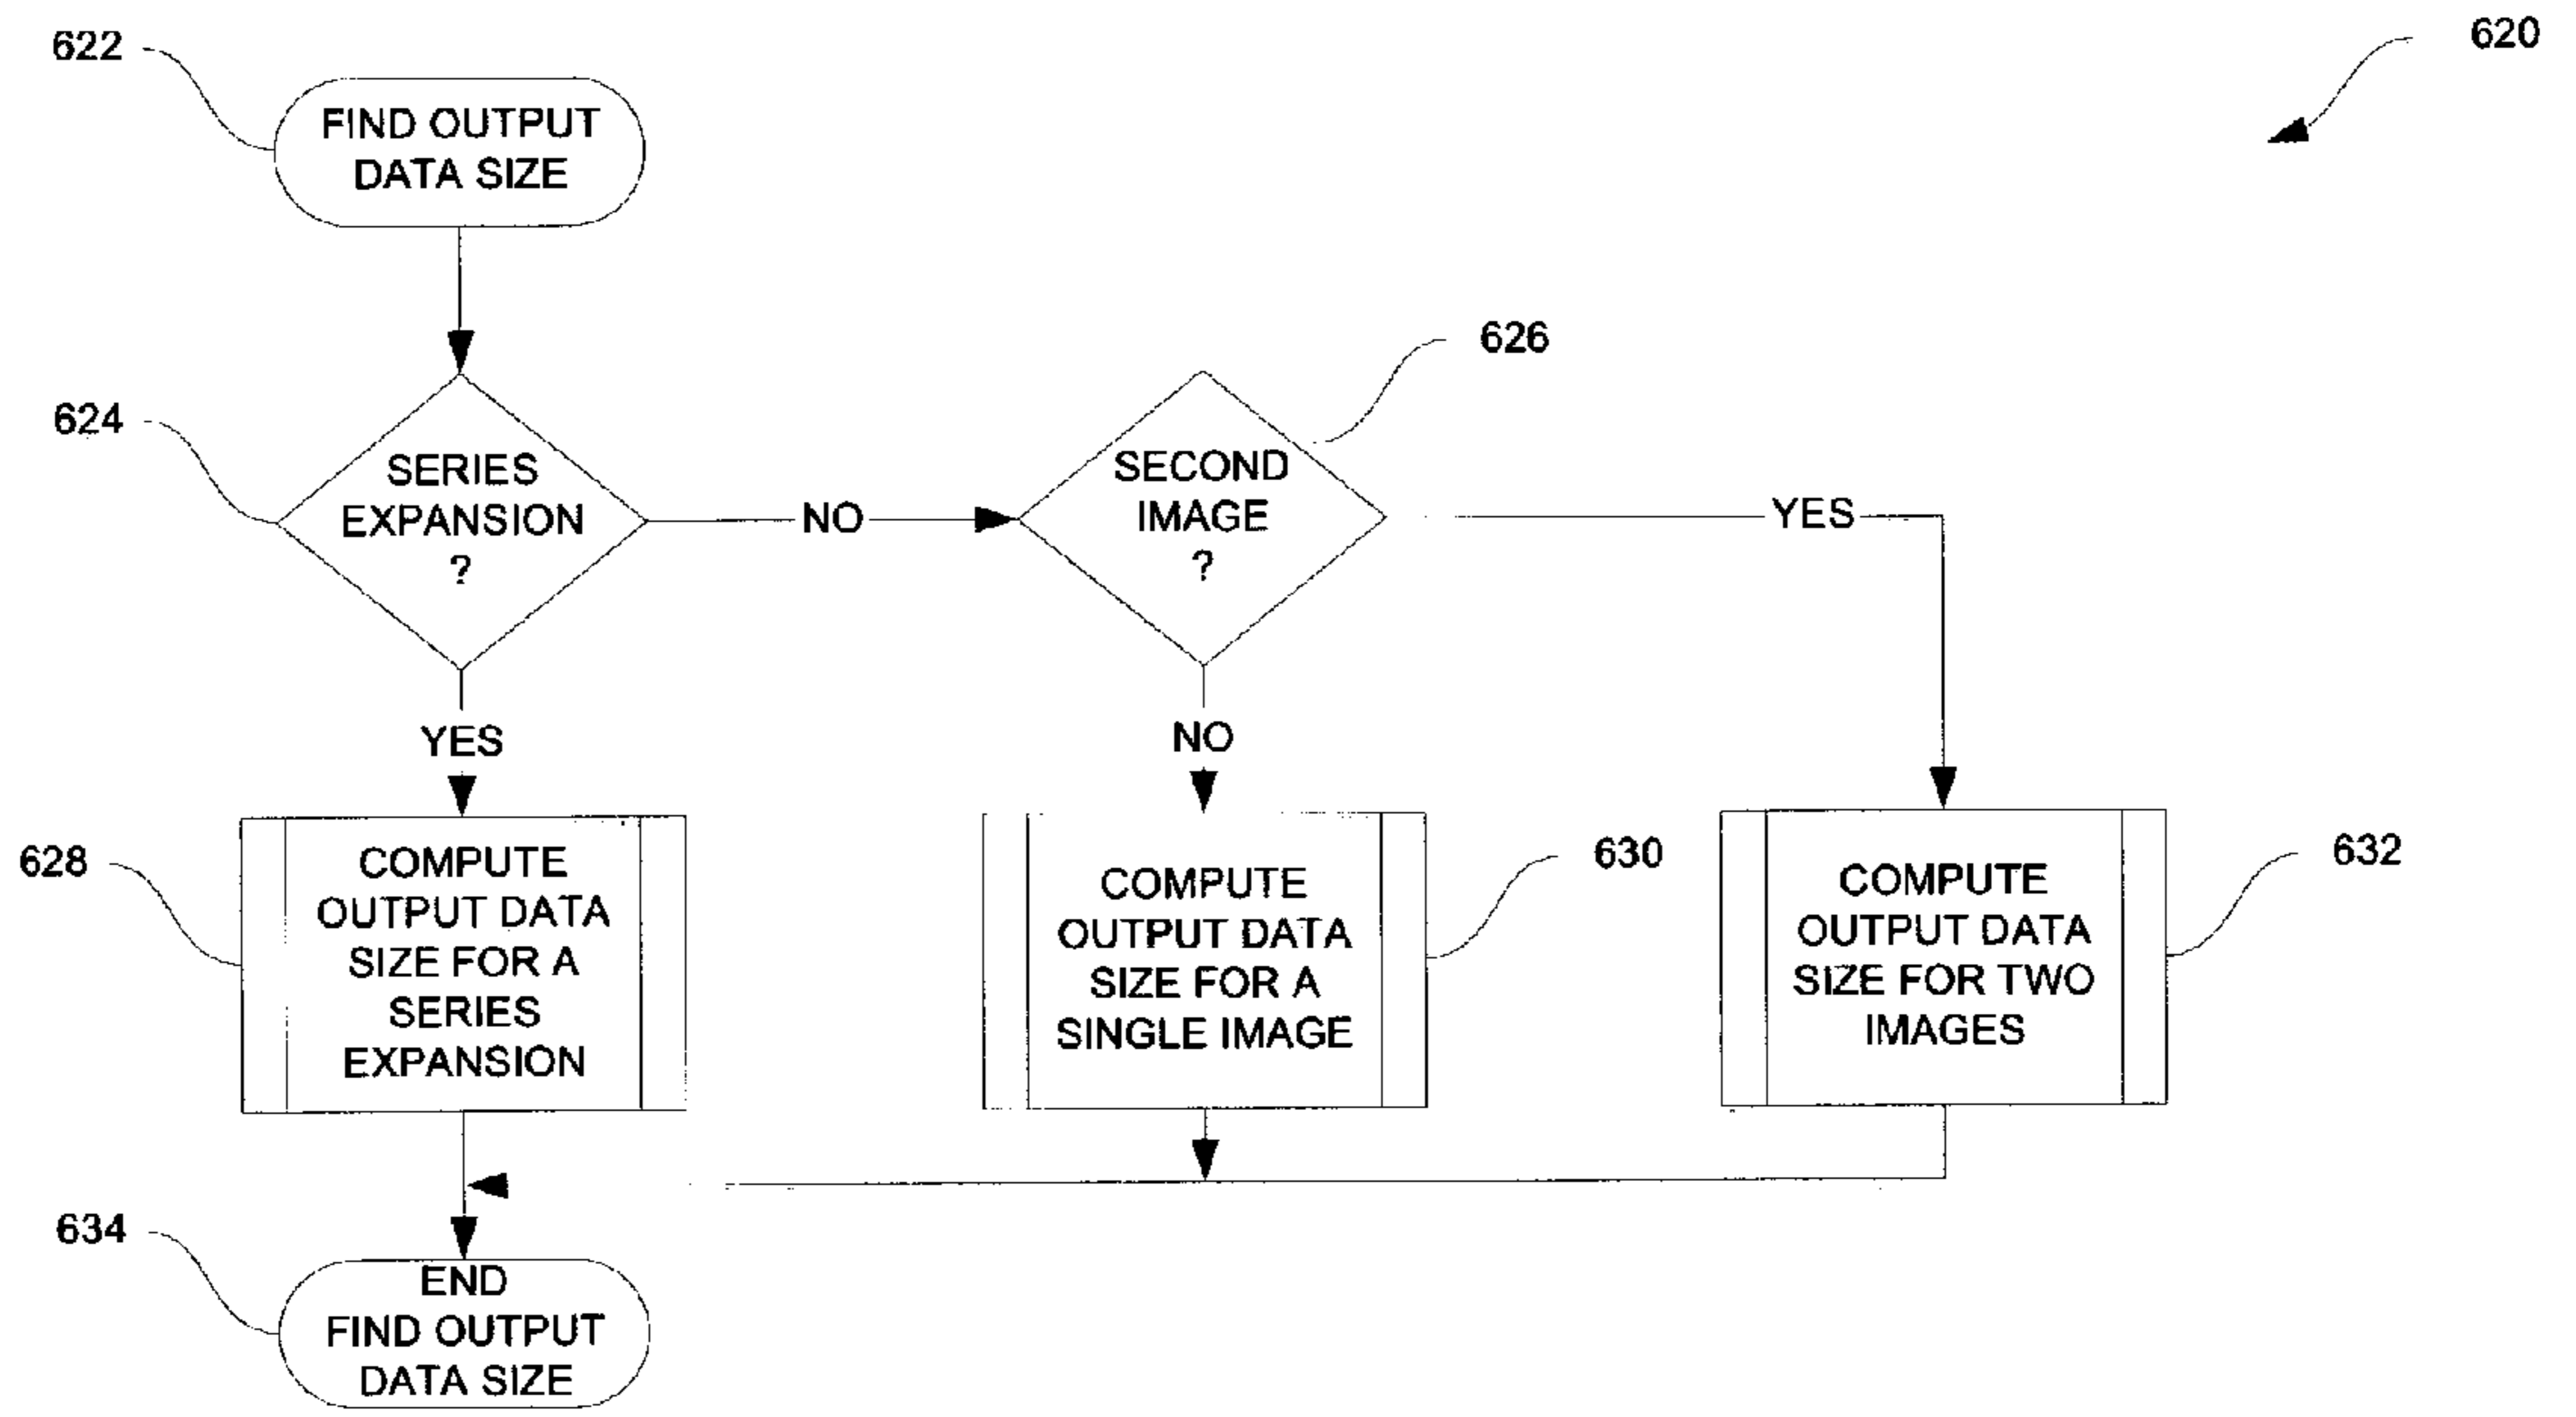 620
622
FIND OUTPUT
DATA SIZE
624
SERIES
EXPANSION
?
NO
626
SECOND
IMAGE
?
YES
YES
NO
628
COMPUTE
OUTPUT DATA
SIZE FOR A
SERIES
EXPANSION
630
COMPUTE
OUTPUT DATA
SIZE FOR A
SINGLE IMAGE
632
COMPUTE
OUTPUT DATA
SIZE FOR TWO
IMAGES
634
END
FIND OUTPUT
DATA SIZE